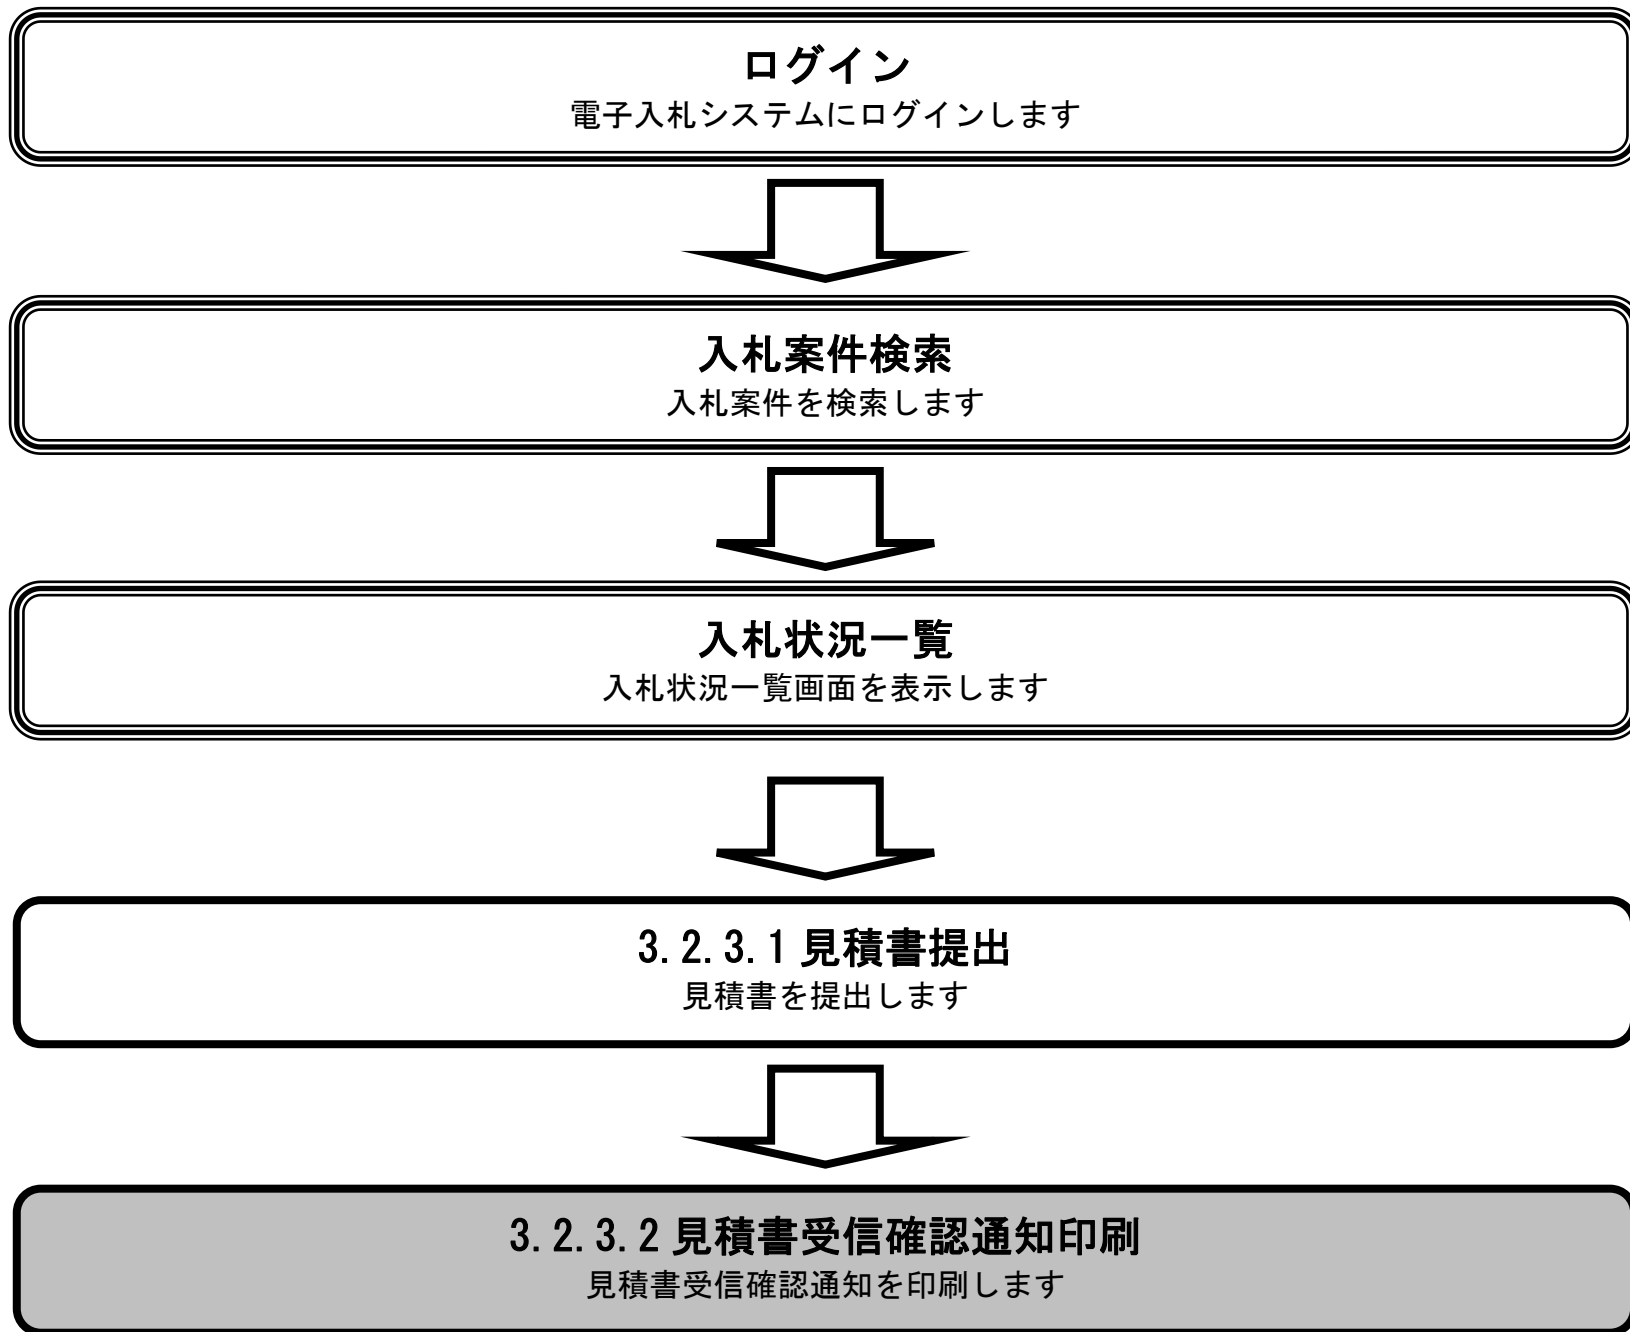 ログイン
電子入札システムにログインします
入札案件検索
入札案件を検索します
入札状況一覧
入札状況一覧画面を表示します
3.2.3.1 見積書提出
見積書を提出します
3.2.3.2 見積書受信確認通知印刷
見積書受信確認通知を印刷します